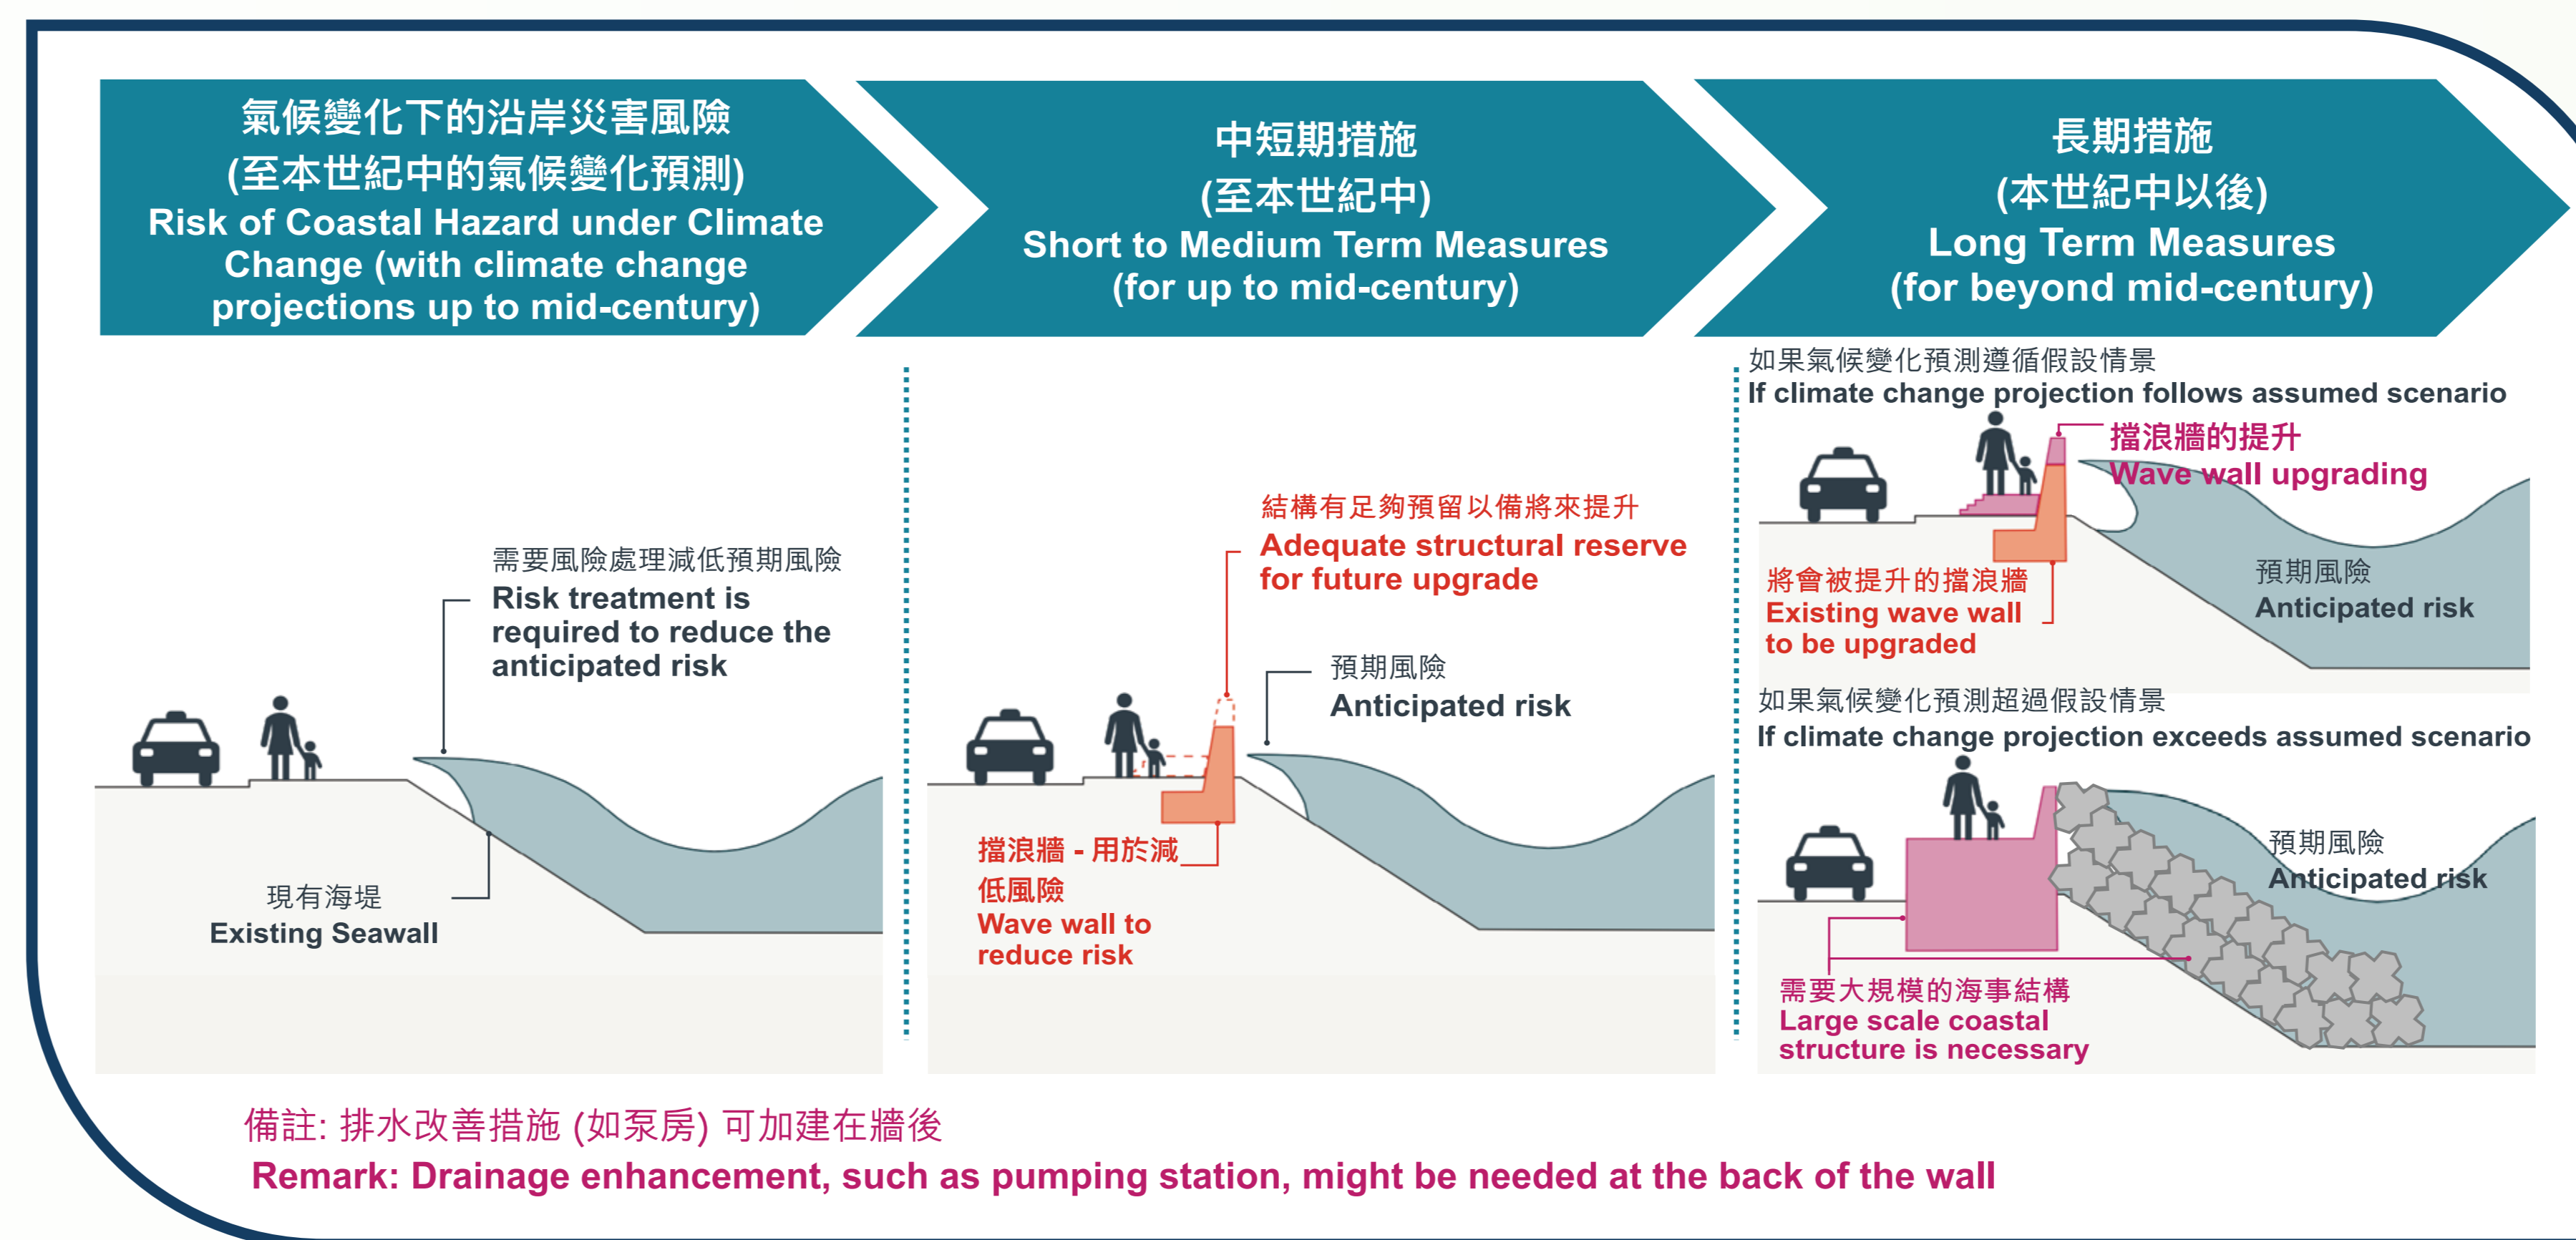 氣候變化下的沿岸災害風險
(至本世紀中的氣候變化預測)
Risk of Coastal Hazard under Climate
Change (with climate change
projections up to mid-century)
中短期措施
(至本世紀中)
Short to Medium Term Measures
(for up to mid-century)
長期措施
(本世紀中以後)
Long Term Measures
(for beyond mid-century)
需要風險處理減低預期風險
Risk treatment is
required to reduce the
anticipated risk
現有海堤
Existing Seawall
結構有足夠預留以備將來提升
Adequate structural reserve
for future upgrade
預期風險
Anticipated risk
擋浪牆 - 用於減
低風險
Wave wall to
reduce risk
如果氣候變化預測遵循假設情景
If climate change projection follows assumed scenario
擋浪牆的提升
Wave wall upgrading
將會被提升的擋浪牆
Existing wave wall
to be upgraded
預期風險
Anticipated risk
如果氣候變化預測超過假設情景
If climate change projection exceeds assumed scenario
預期風險
Anticipated risk
需要大規模的海事結構
Large scale coastal
structure is necessary
備註: 排水改善措施 (如泵房) 可加建在牆後
Remark: Drainage enhancement, such as pumping station, might be needed at the back of the wall